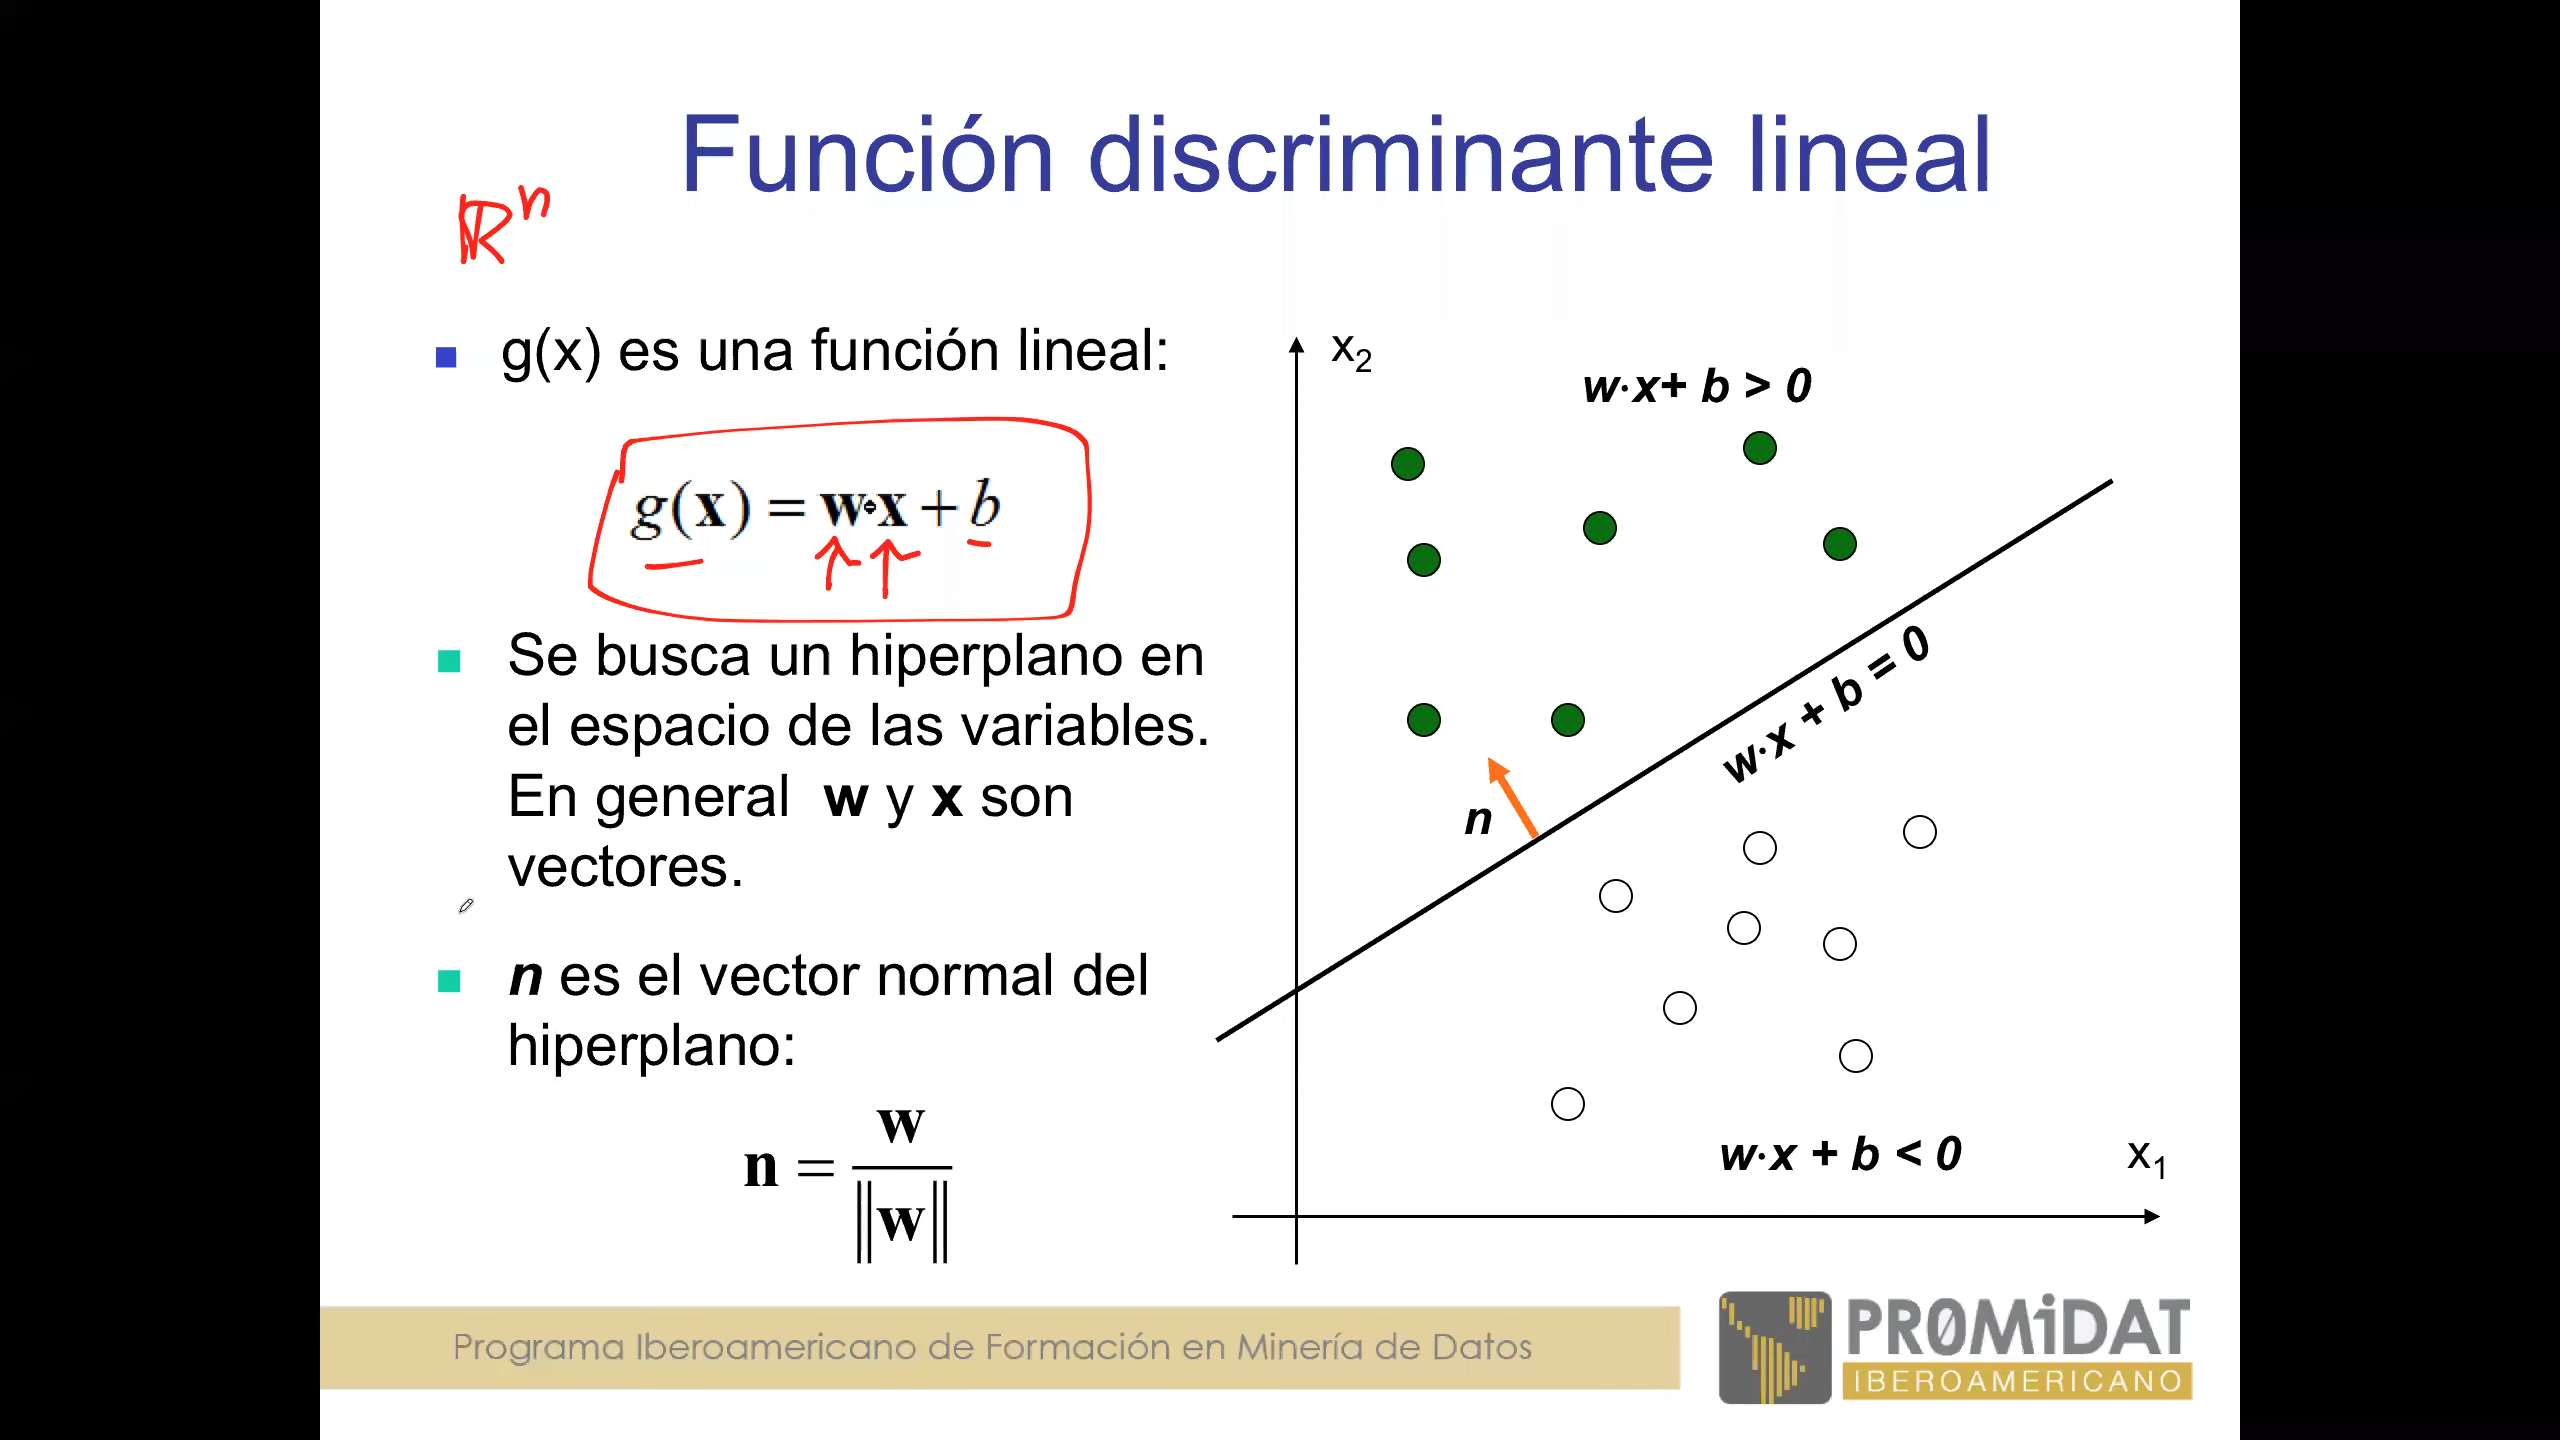 Función discriminante lineal
ℝⁿ
g(x) es una función lineal:
g(x) = w·x + b
Se busca un hiperplano en
el espacio de las variables.
En general w y x son
vectores.
n es el vector normal del
hiperplano:
n = w / ‖w‖
x₂
w·x+ b > 0
w·x + b = 0
n
w·x + b < 0
x₁
Programa Iberoamericano de Formación en Minería de Datos
PR0MiDAT
IBEROAMERICANO